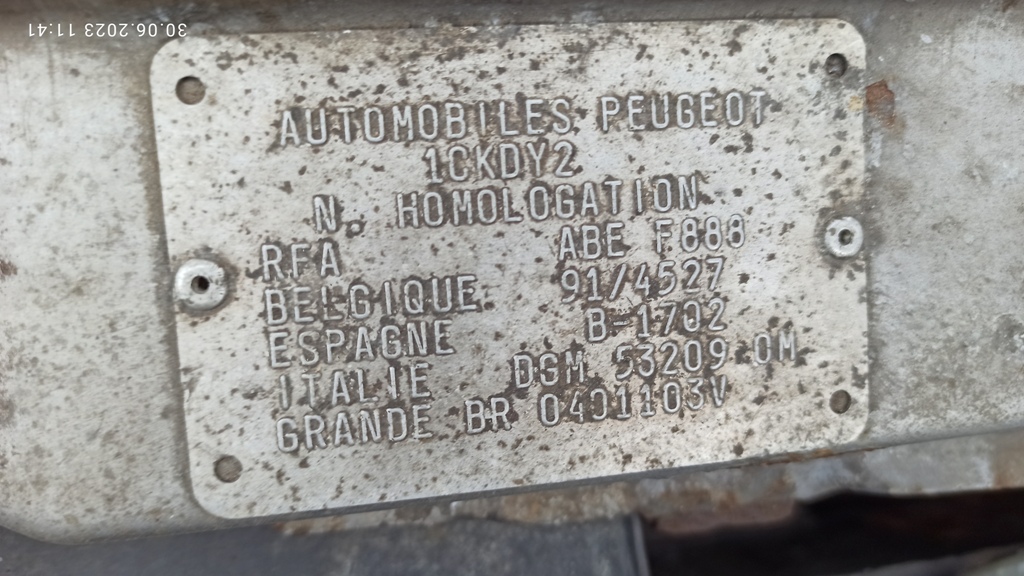 30.06.2023 11:41
AUTOMOBILES PEUGEOT
1CKDY2
N. HOMOLOGATION
RFA ABE F888
BELGIQUE 91/4527
ESPAGNE B-1702
ITALIE DGM 53209 OM
GRANDE BR 0401103V